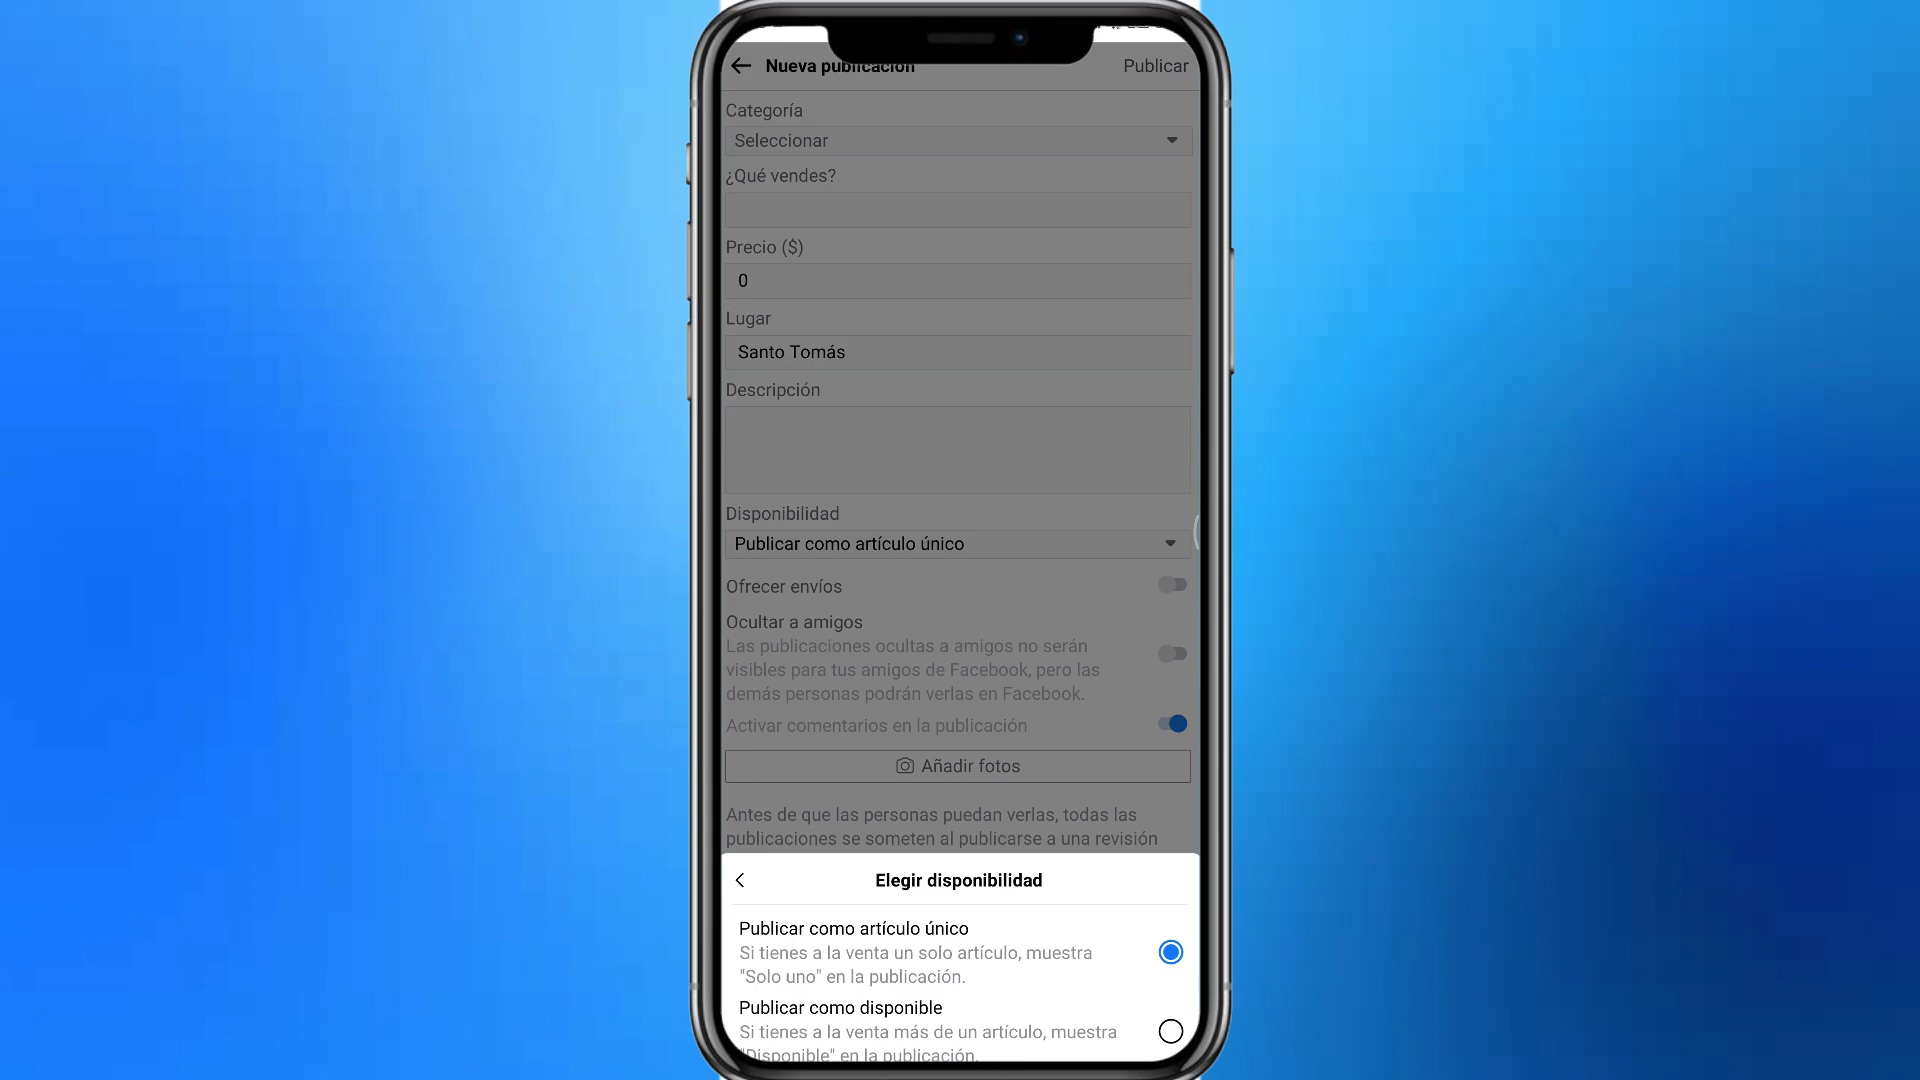 Nueva publicación
Publicar
Categoría
Seleccionar
¿Qué vendes?
Precio ($)
0
Lugar
Santo Tomás
Descripción
Disponibilidad
Publicar como artículo único
Ofrecer envíos
Ocultar a amigos
Las publicaciones ocultas a amigos no serán
visibles para tus amigos de Facebook, pero las
demás personas podrán verlas en Facebook.
Activar comentarios en la publicación
Añadir fotos
Antes de que las personas puedan verlas, todas las
publicaciones se someten al publicarse a una revisión
Elegir disponibilidad
Publicar como artículo único
Si tienes a la venta un solo artículo, muestra
"Solo uno" en la publicación.
Publicar como disponible
Si tienes a la venta más de un artículo, muestra
"Disponible" en la publicación.